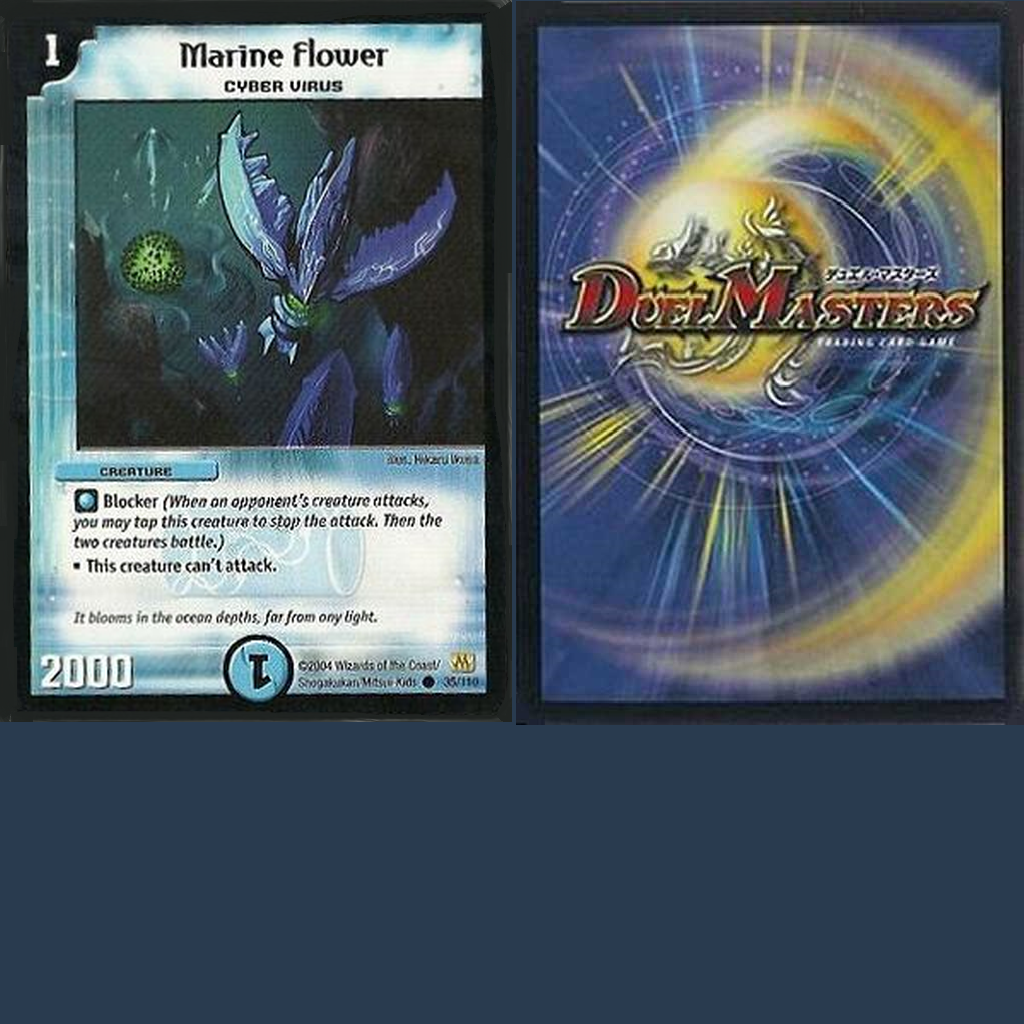 1
Marine Flower
CYBER VIRUS
illus. Hikaru Ikusa
CREATURE
Blocker (When an opponent's creature attacks,
you may tap this creature to stop the attack. Then the
two creatures battle.)
▪ This creature can't attack.
It blooms in the ocean depths, far from any light.
2000
1
©2004 Wizards of the Coast/
Shogakukan/Mitsui-Kids ● 35/110
M
デュエル・マスターズ
DUEL MASTERS
TRADING CARD GAME